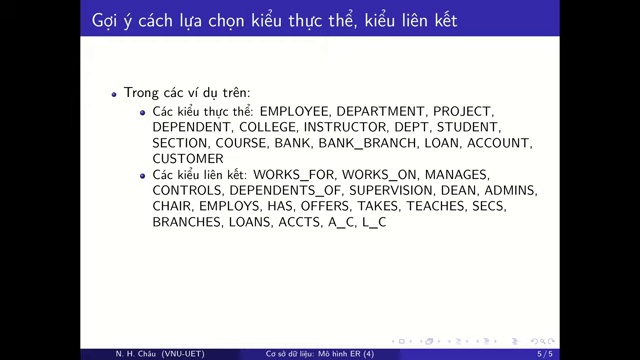 Gợi ý cách lựa chọn kiểu thực thể, kiểu liên kết
Trong các ví dụ trên:
Các kiểu thực thể: EMPLOYEE, DEPARTMENT, PROJECT,
DEPENDENT, COLLEGE, INSTRUCTOR, DEPT, STUDENT,
SECTION, COURSE, BANK, BANK_BRANCH, LOAN, ACCOUNT,
CUSTOMER
Các kiểu liên kết: WORKS_FOR, WORKS_ON, MANAGES,
CONTROLS, DEPENDENTS_OF, SUPERVISION, DEAN, ADMINS,
CHAIR, EMPLOYS, HAS, OFFERS, TAKES, TEACHES, SECS,
BRANCHES, LOANS, ACCTS, A_C, L_C
N. H. Châu (VNU-UET) Cơ sở dữ liệu: Mô hình ER (4) 5 / 5